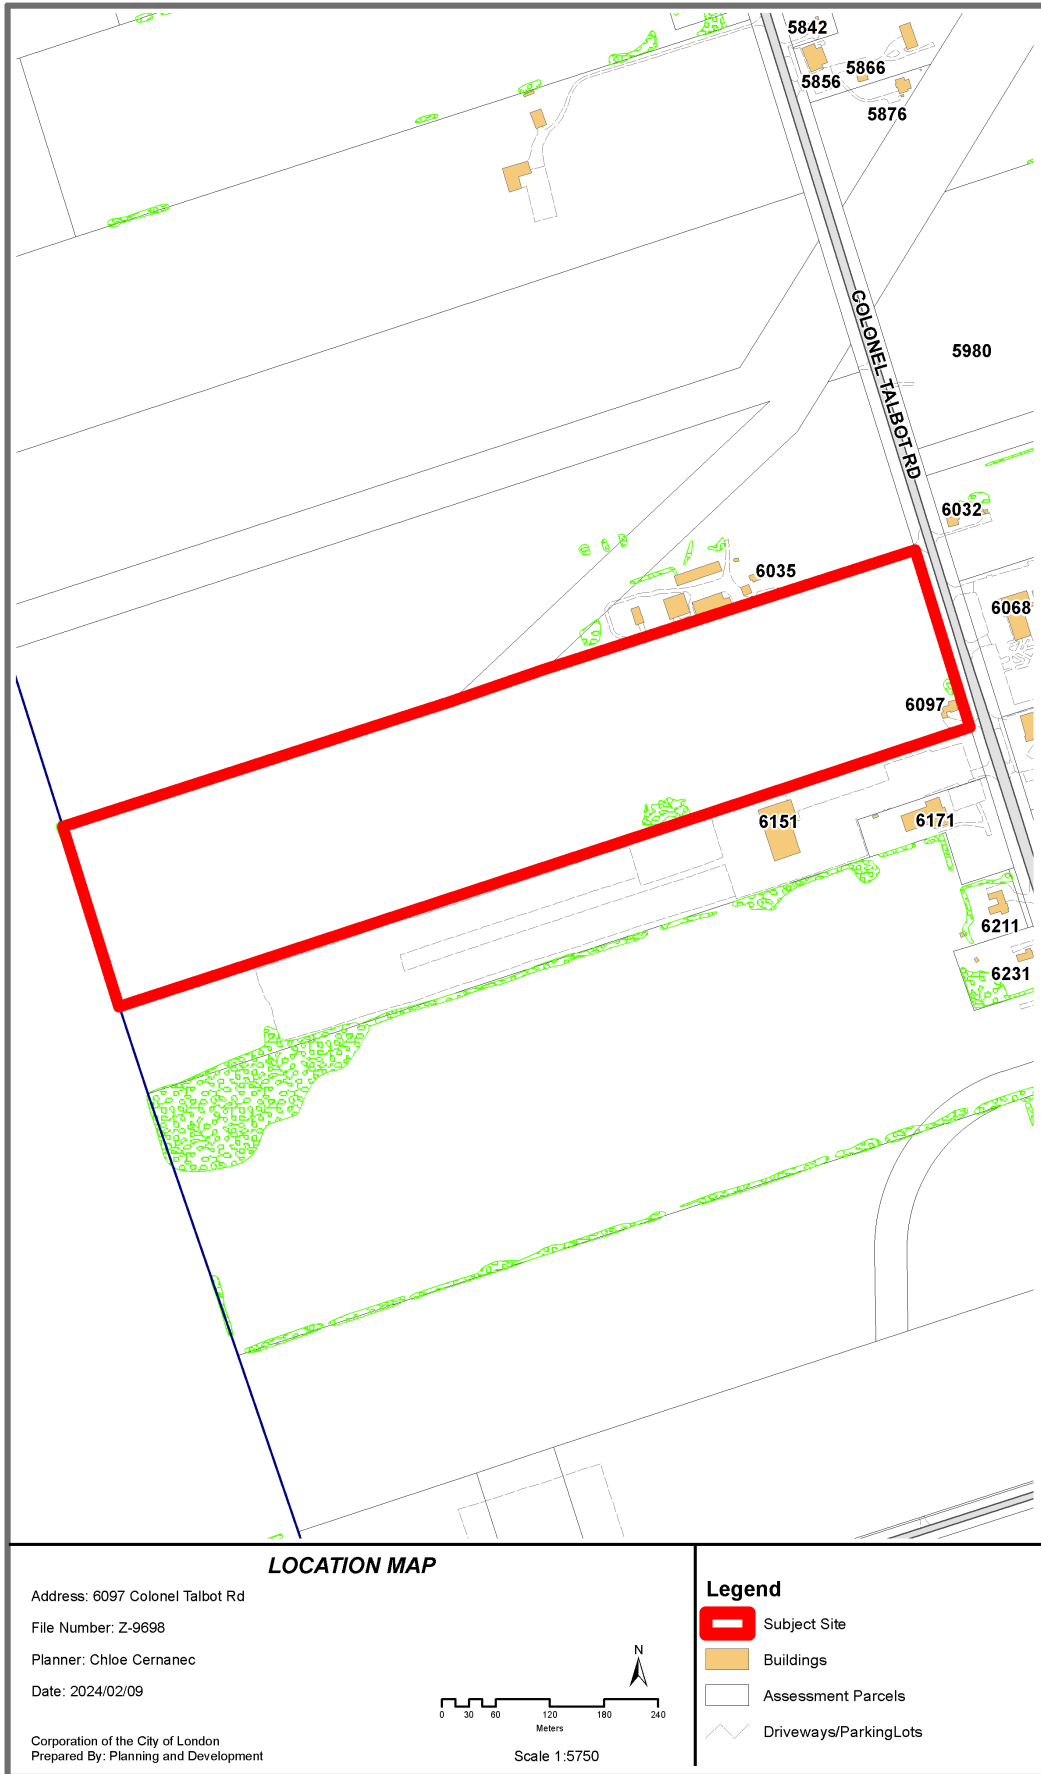 5842
5866
5856
5876
COLONEL TALBOT RD
5980
6032
6035
6068
6097
6151
6171
6211
6231
LOCATION MAP
Address: 6097 Colonel Talbot Rd
File Number: Z-9698
Planner: Chloe Cernanec
Date: 2024/02/09
Corporation of the City of London
Prepared By: Planning and Development
N
0 30 60 120 180 240
Meters
Scale 1:5750
Legend
Subject Site
Buildings
Assessment Parcels
Driveways/ParkingLots